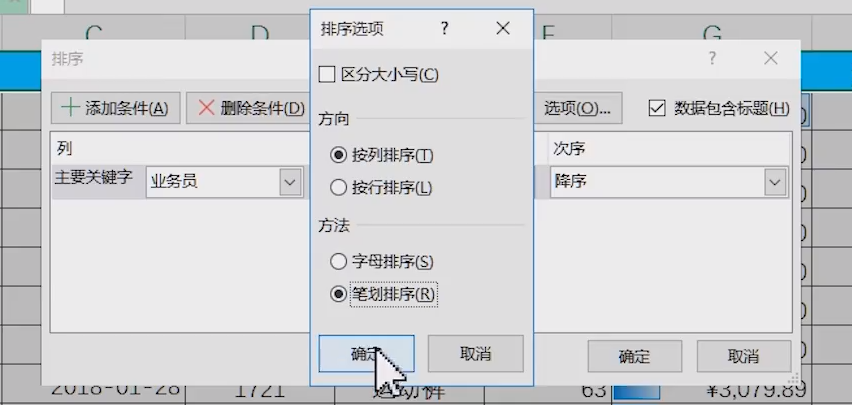 C D F G
排序选项 ?
排序 ?
区分大小写(C)
添加条件(A) 删除条件(D) 选项(O)... 数据包含标题(H)
方向
列 次序
按列排序(T)
主要关键字 业务员 降序
按行排序(L)
方法
字母排序(S)
笔划排序(R)
确定 取消
确定 取消
2018-01-28 1721 运动裤 63 ¥3,079.89